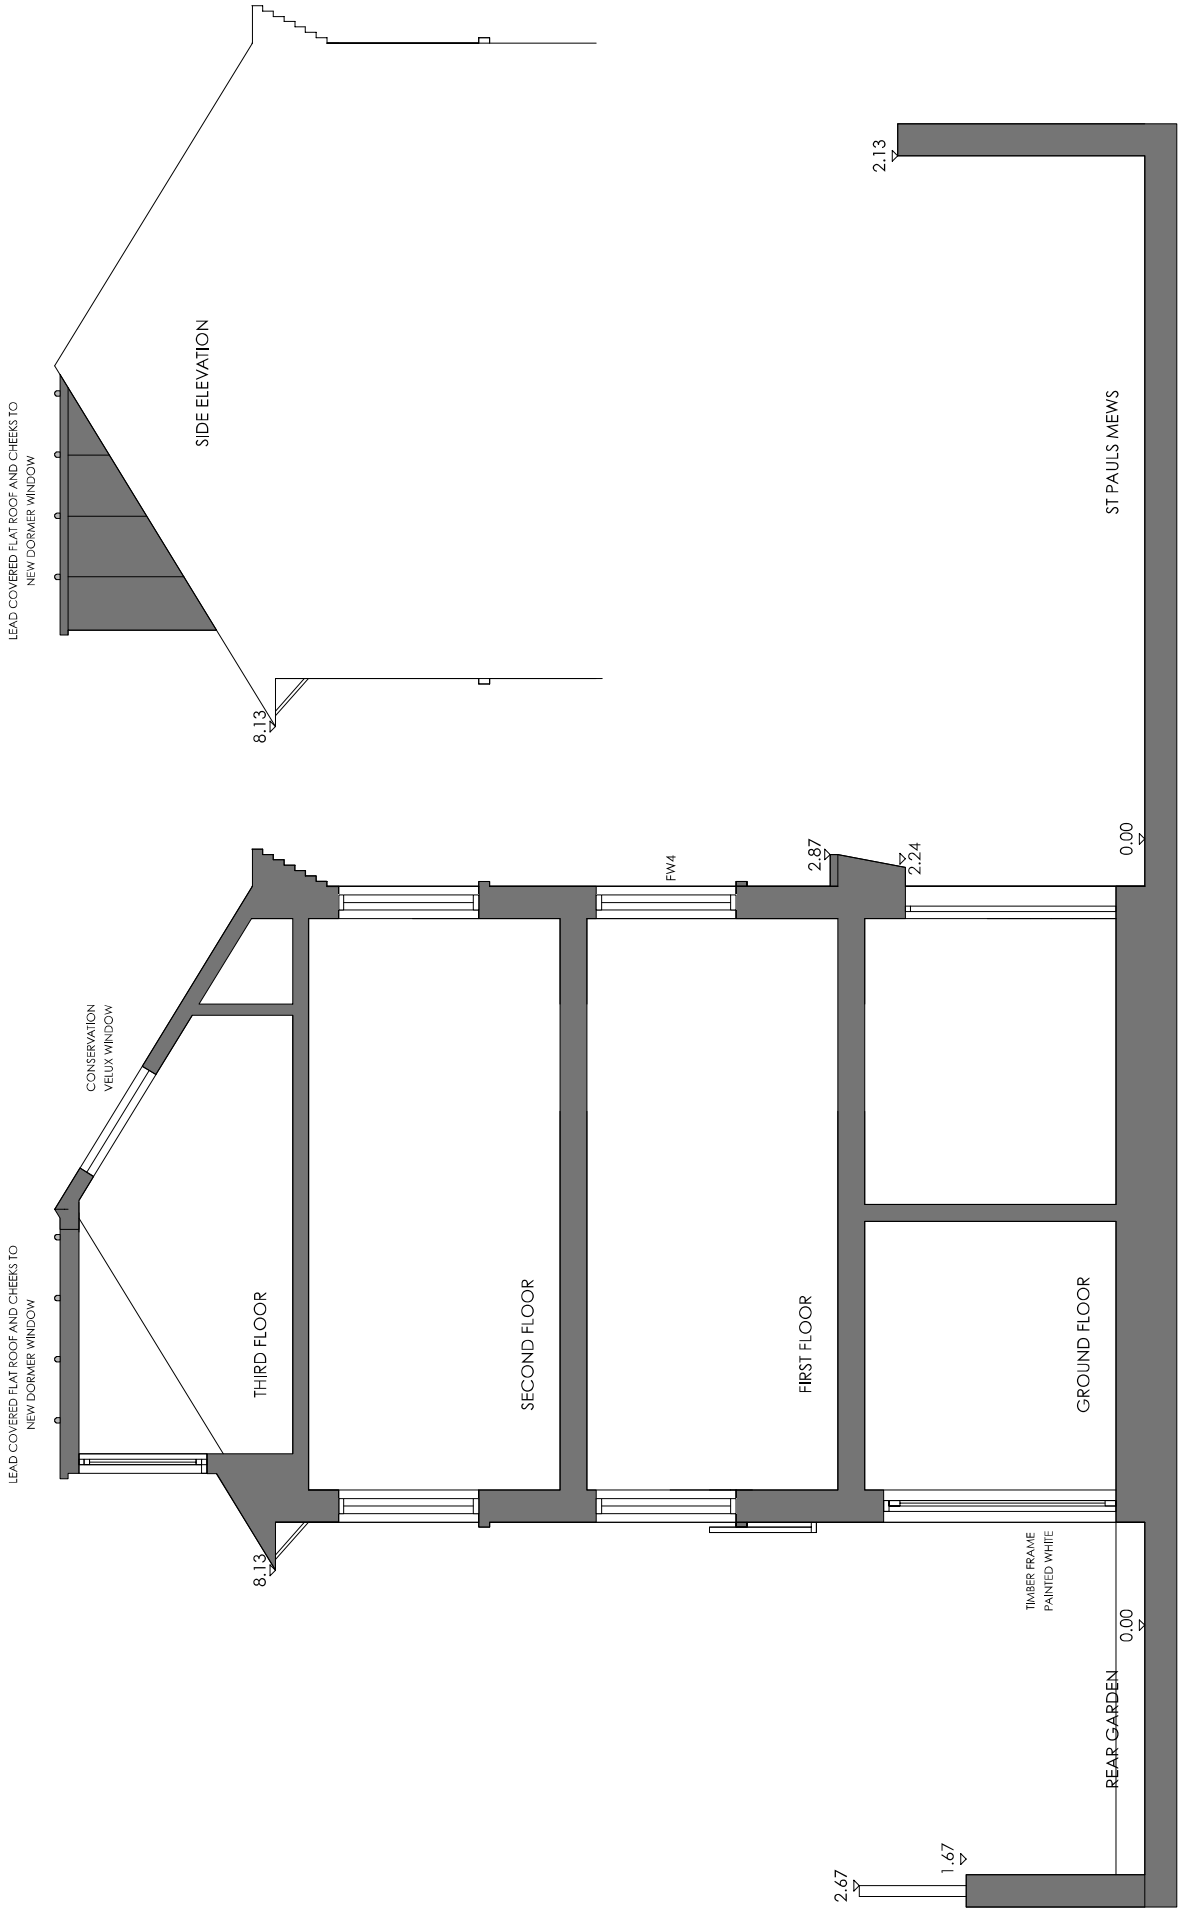 LEAD COVERED FLAT ROOF AND CHEEKS TO
NEW DORMER WINDOW
CONSERVATION
VELUX WINDOW
LEAD COVERED FLAT ROOF AND CHEEKS TO
NEW DORMER WINDOW
SIDE ELEVATION
8.13
THIRD FLOOR
8.13
SECOND FLOOR
FW4
FIRST FLOOR
2.87
2.24
2.13
2.67
1.67
TIMBER FRAME
PAINTED WHITE
GROUND FLOOR
REAR GARDEN
0.00
0.00
ST PAULS MEWS